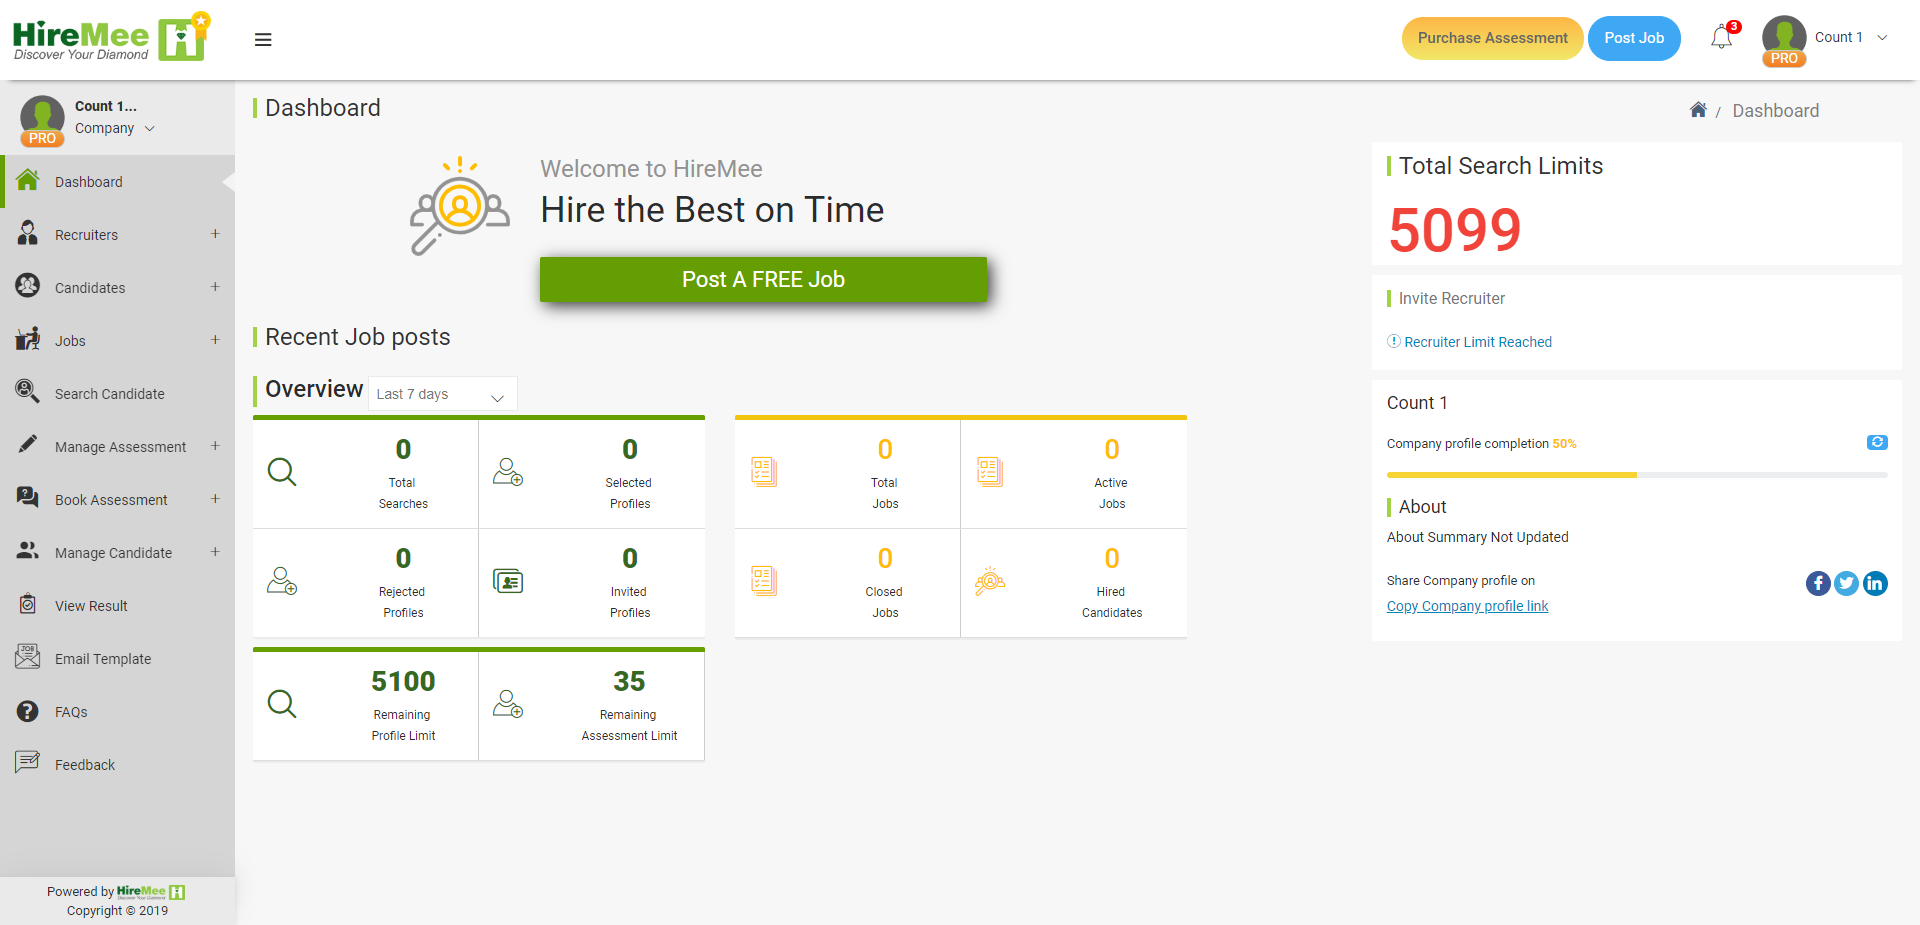 HireMee
Discover Your Diamond
Purchase Assessment
Post Job
3
PRO
Count 1
Count 1...
Company
PRO
Dashboard
Recruiters +
Candidates +
Jobs +
Search Candidate
Manage Assessment +
Book Assessment +
Manage Candidate +
View Result
Email Template
FAQs
Feedback
Powered by HireMee
Discover Your Diamond
Copyright © 2019
Dashboard
/ Dashboard
Welcome to HireMee
Hire the Best on Time
Post A FREE Job
Recent Job posts
Overview
Last 7 days
0
Total
Searches
0
Selected
Profiles
0
Total
Jobs
0
Active
Jobs
0
Rejected
Profiles
0
Invited
Profiles
0
Closed
Jobs
0
Hired
Candidates
5100
Remaining
Profile Limit
35
Remaining
Assessment Limit
Total Search Limits
5099
Invite Recruiter
Recruiter Limit Reached
Count 1
Company profile completion 50%
About
About Summary Not Updated
Share Company profile on
Copy Company profile link